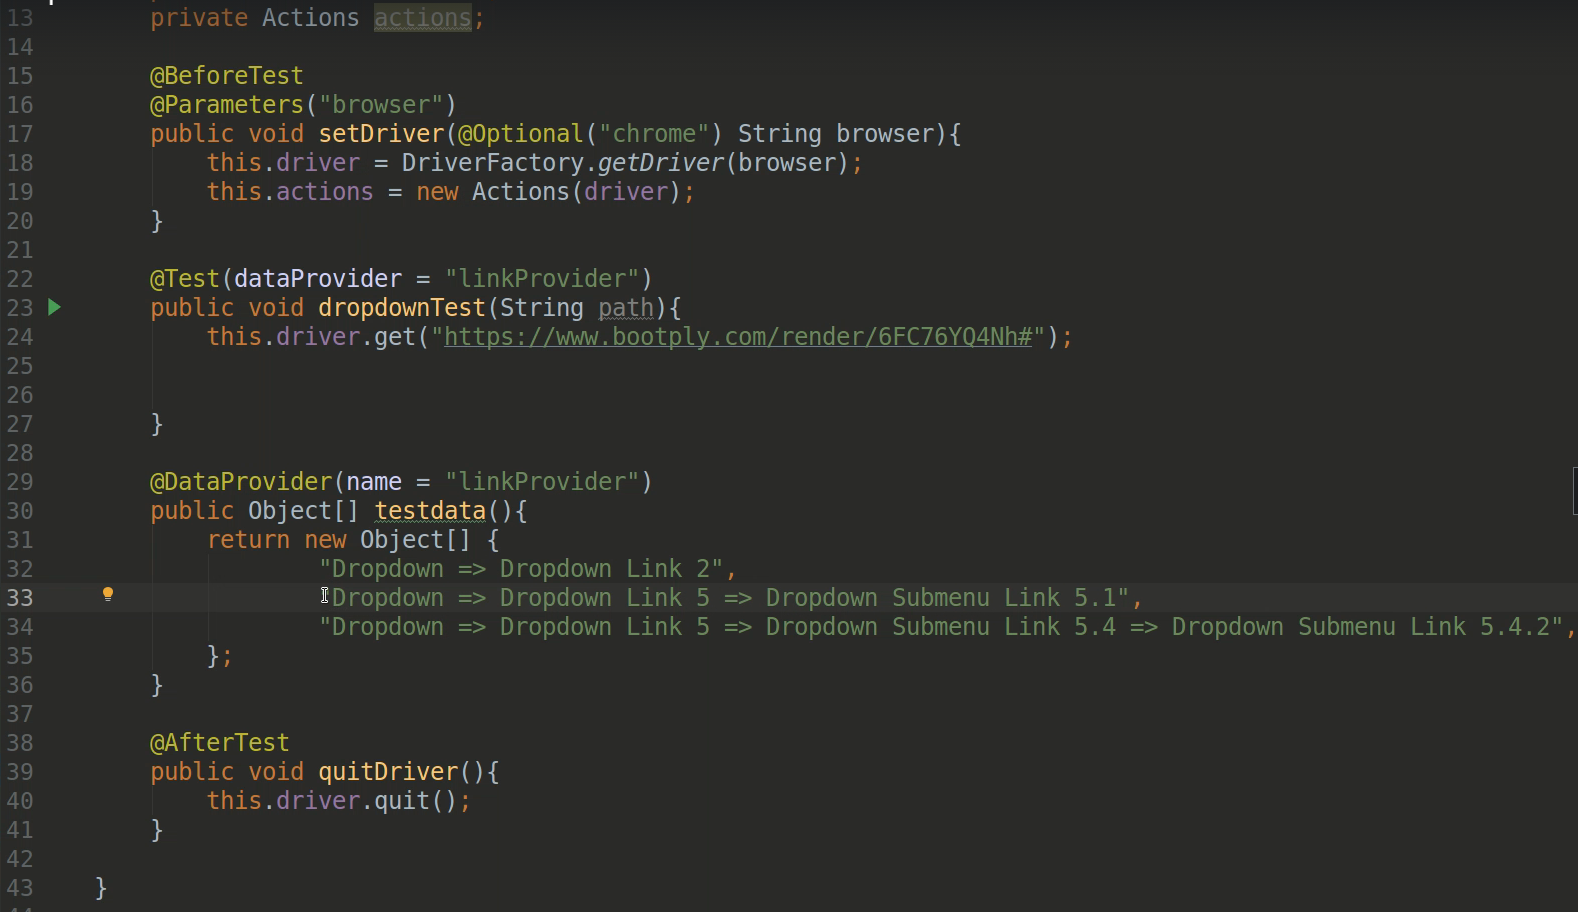 13 private Actions actions;
14
15 @BeforeTest
16 @Parameters("browser")
17 public void setDriver(@Optional("chrome") String browser){
18 this.driver = DriverFactory.getDriver(browser);
19 this.actions = new Actions(driver);
20 }
21
22 @Test(dataProvider = "linkProvider")
23 public void dropdownTest(String path){
24 this.driver.get("https://www.bootply.com/render/6FC76YQ4Nh#");
25
26
27 }
28
29 @DataProvider(name = "linkProvider")
30 public Object[] testdata(){
31 return new Object[] {
32 "Dropdown => Dropdown Link 2",
33 "Dropdown => Dropdown Link 5 => Dropdown Submenu Link 5.1",
34 "Dropdown => Dropdown Link 5 => Dropdown Submenu Link 5.4 => Dropdown Submenu Link 5.4.2",
35 };
36 }
37
38 @AfterTest
39 public void quitDriver(){
40 this.driver.quit();
41 }
42
43 }